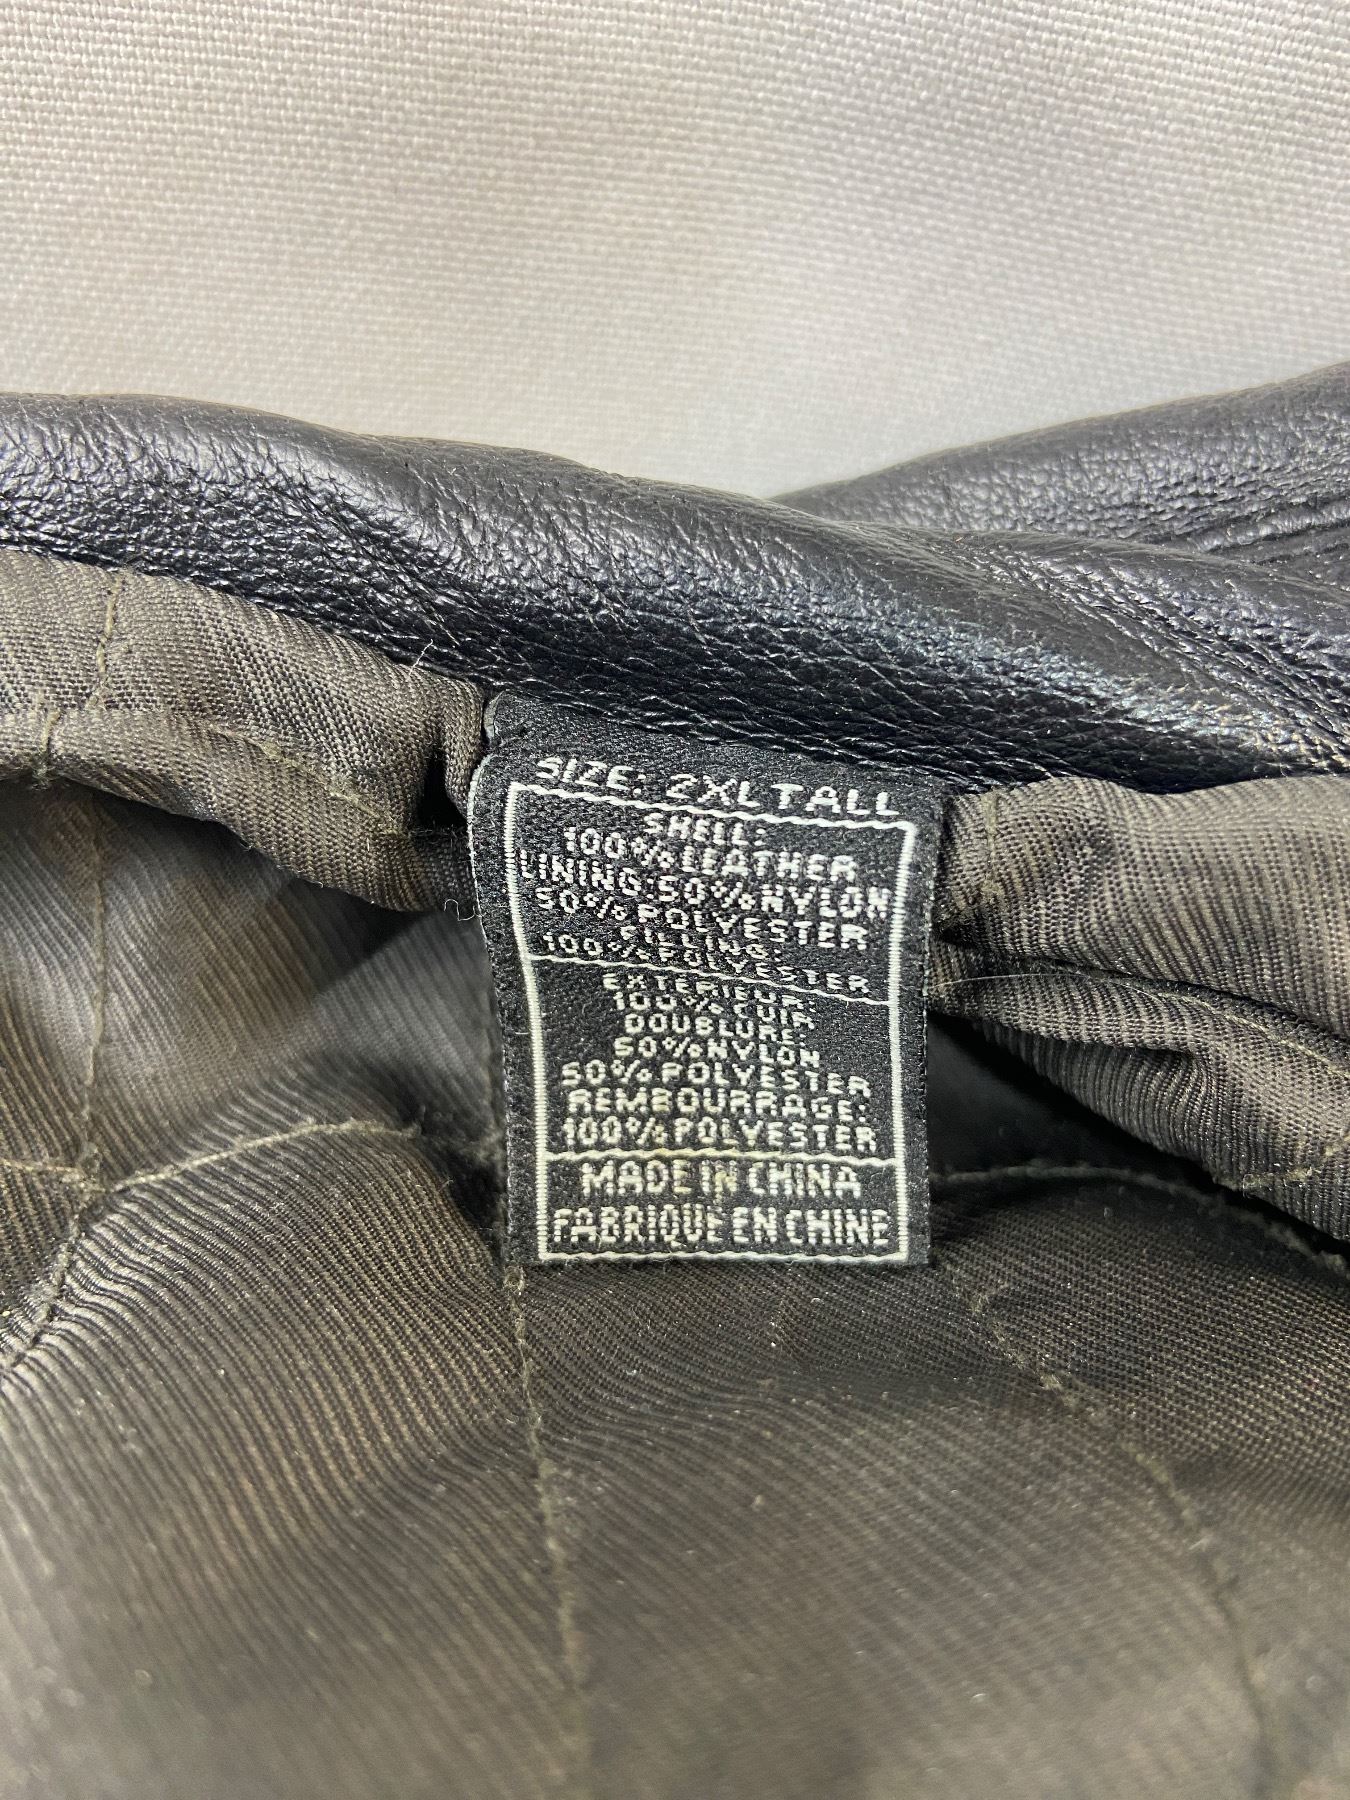 SIZE: 2XL TALL
SHELL:
100% LEATHER
LINING: 50% NYLON
50% POLYESTER
FILLING:
100% POLYESTER
EXTERIEUR:
100% CUIR
DOUBLURE:
50% NYLON
50% POLYESTER
REMBOURRAGE:
100% POLYESTER
MADE IN CHINA
FABRIQUE EN CHINE